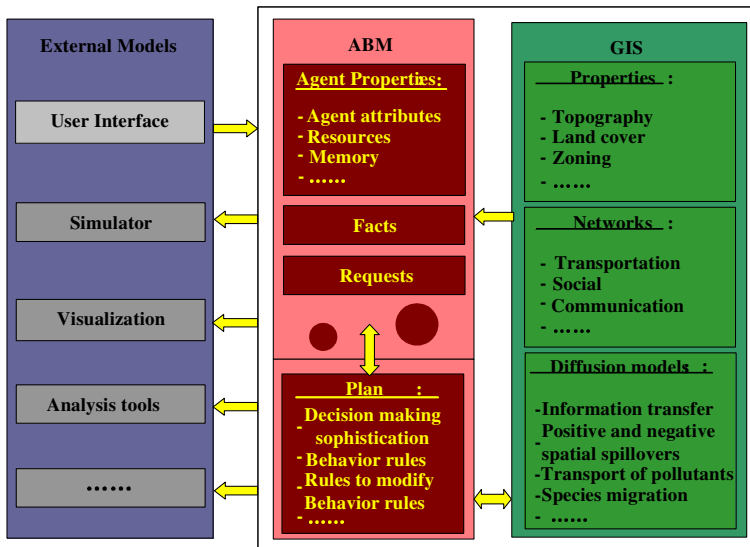 External Models
User Interface
Simulator
Visualization
Analysis tools
......
ABM
Agent Properties:
- Agent attributes
- Resources
- Memory
- ......
Facts
Requests
Plan :
- Decision making
sophistication
- Behavior rules
- Rules to modify
Behavior rules
- ......
GIS
Properties :
- Topography
- Land cover
- Zoning
- ......
Networks :
- Transportation
- Social
- Communication
- ......
Diffusion models :
-Information transfer
- Positive and negative
spatial spillovers
-Transport of pollutants
-Species migration
- ......